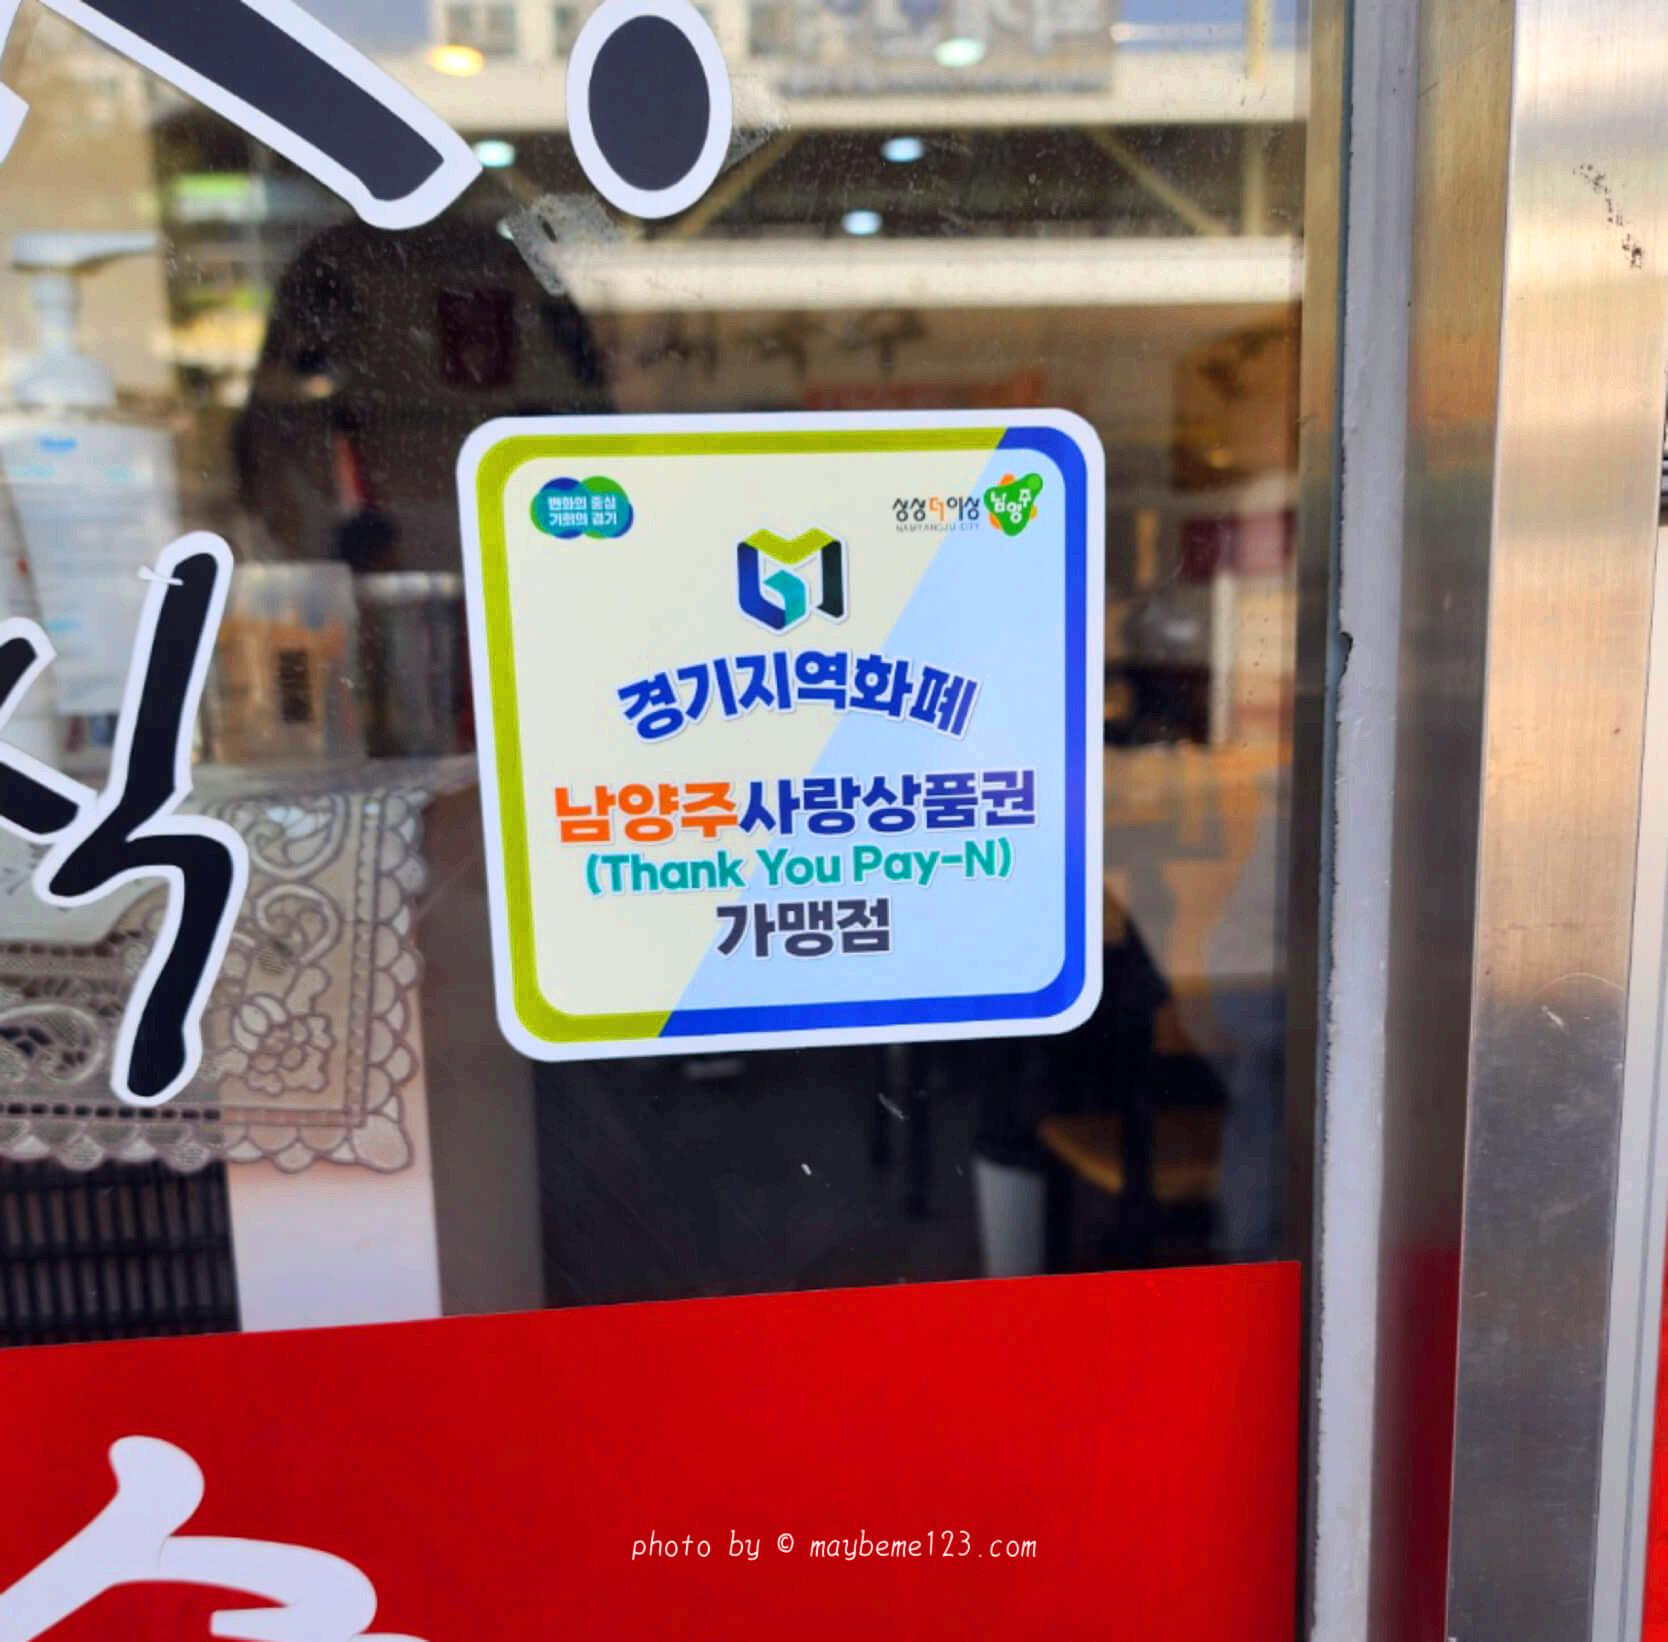 변화의 중심
기회의 경기
상상더이상
남양주
NAMYANGJU CITY
경기지역화폐
남양주사랑상품권
(Thank You Pay-N)
가맹점
photo by © maybeme123.com